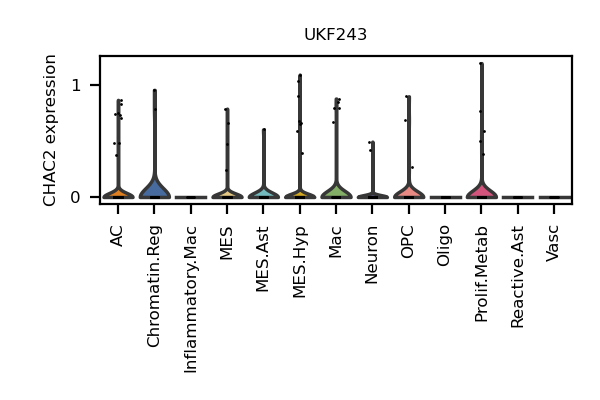 UKF243
CHAC2 expression
1
0
AC
Chromatin.Reg
Inflammatory.Mac
MES
MES.Ast
MES.Hyp
Mac
Neuron
OPC
Oligo
Prolif.Metab
Reactive.Ast
Vasc